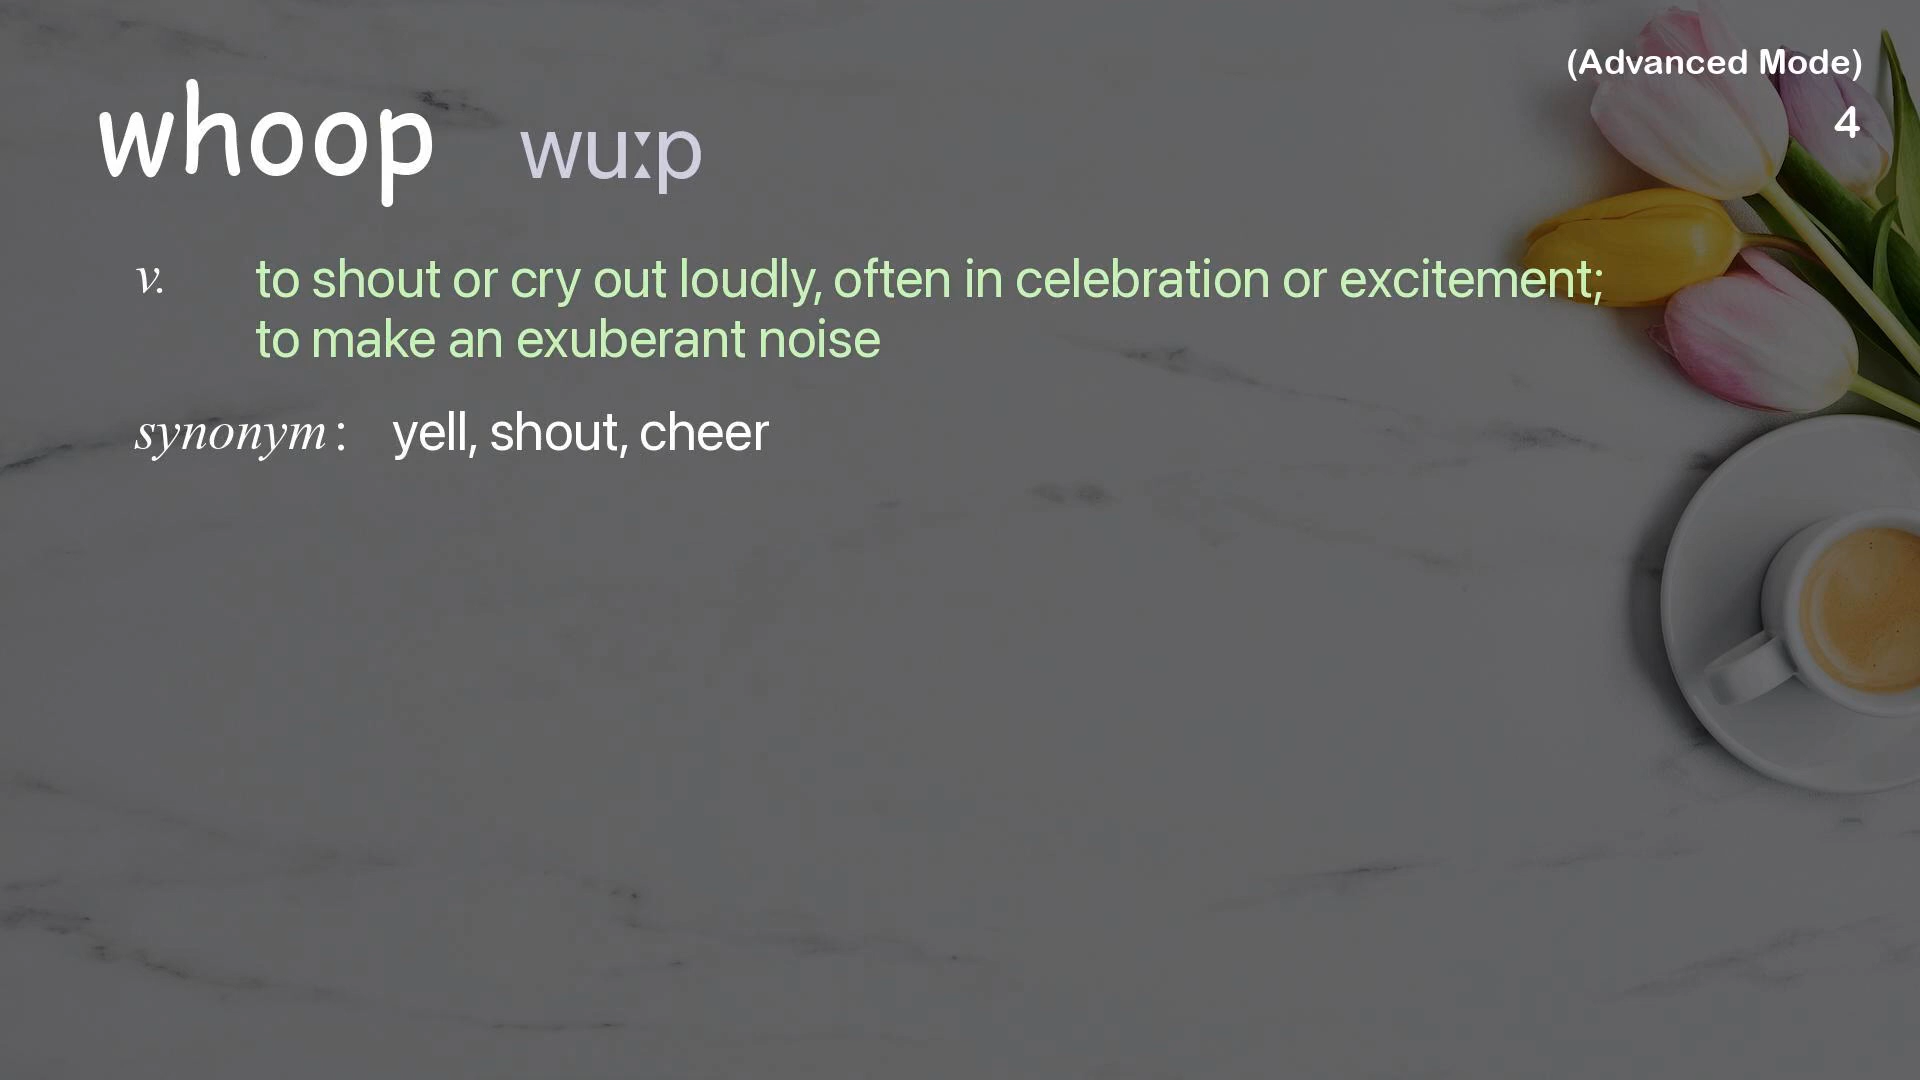 (Advanced Mode)
4
whoop wuːp
v. to shout or cry out loudly, often in celebration or excitement;
to make an exuberant noise
synonym: yell, shout, cheer